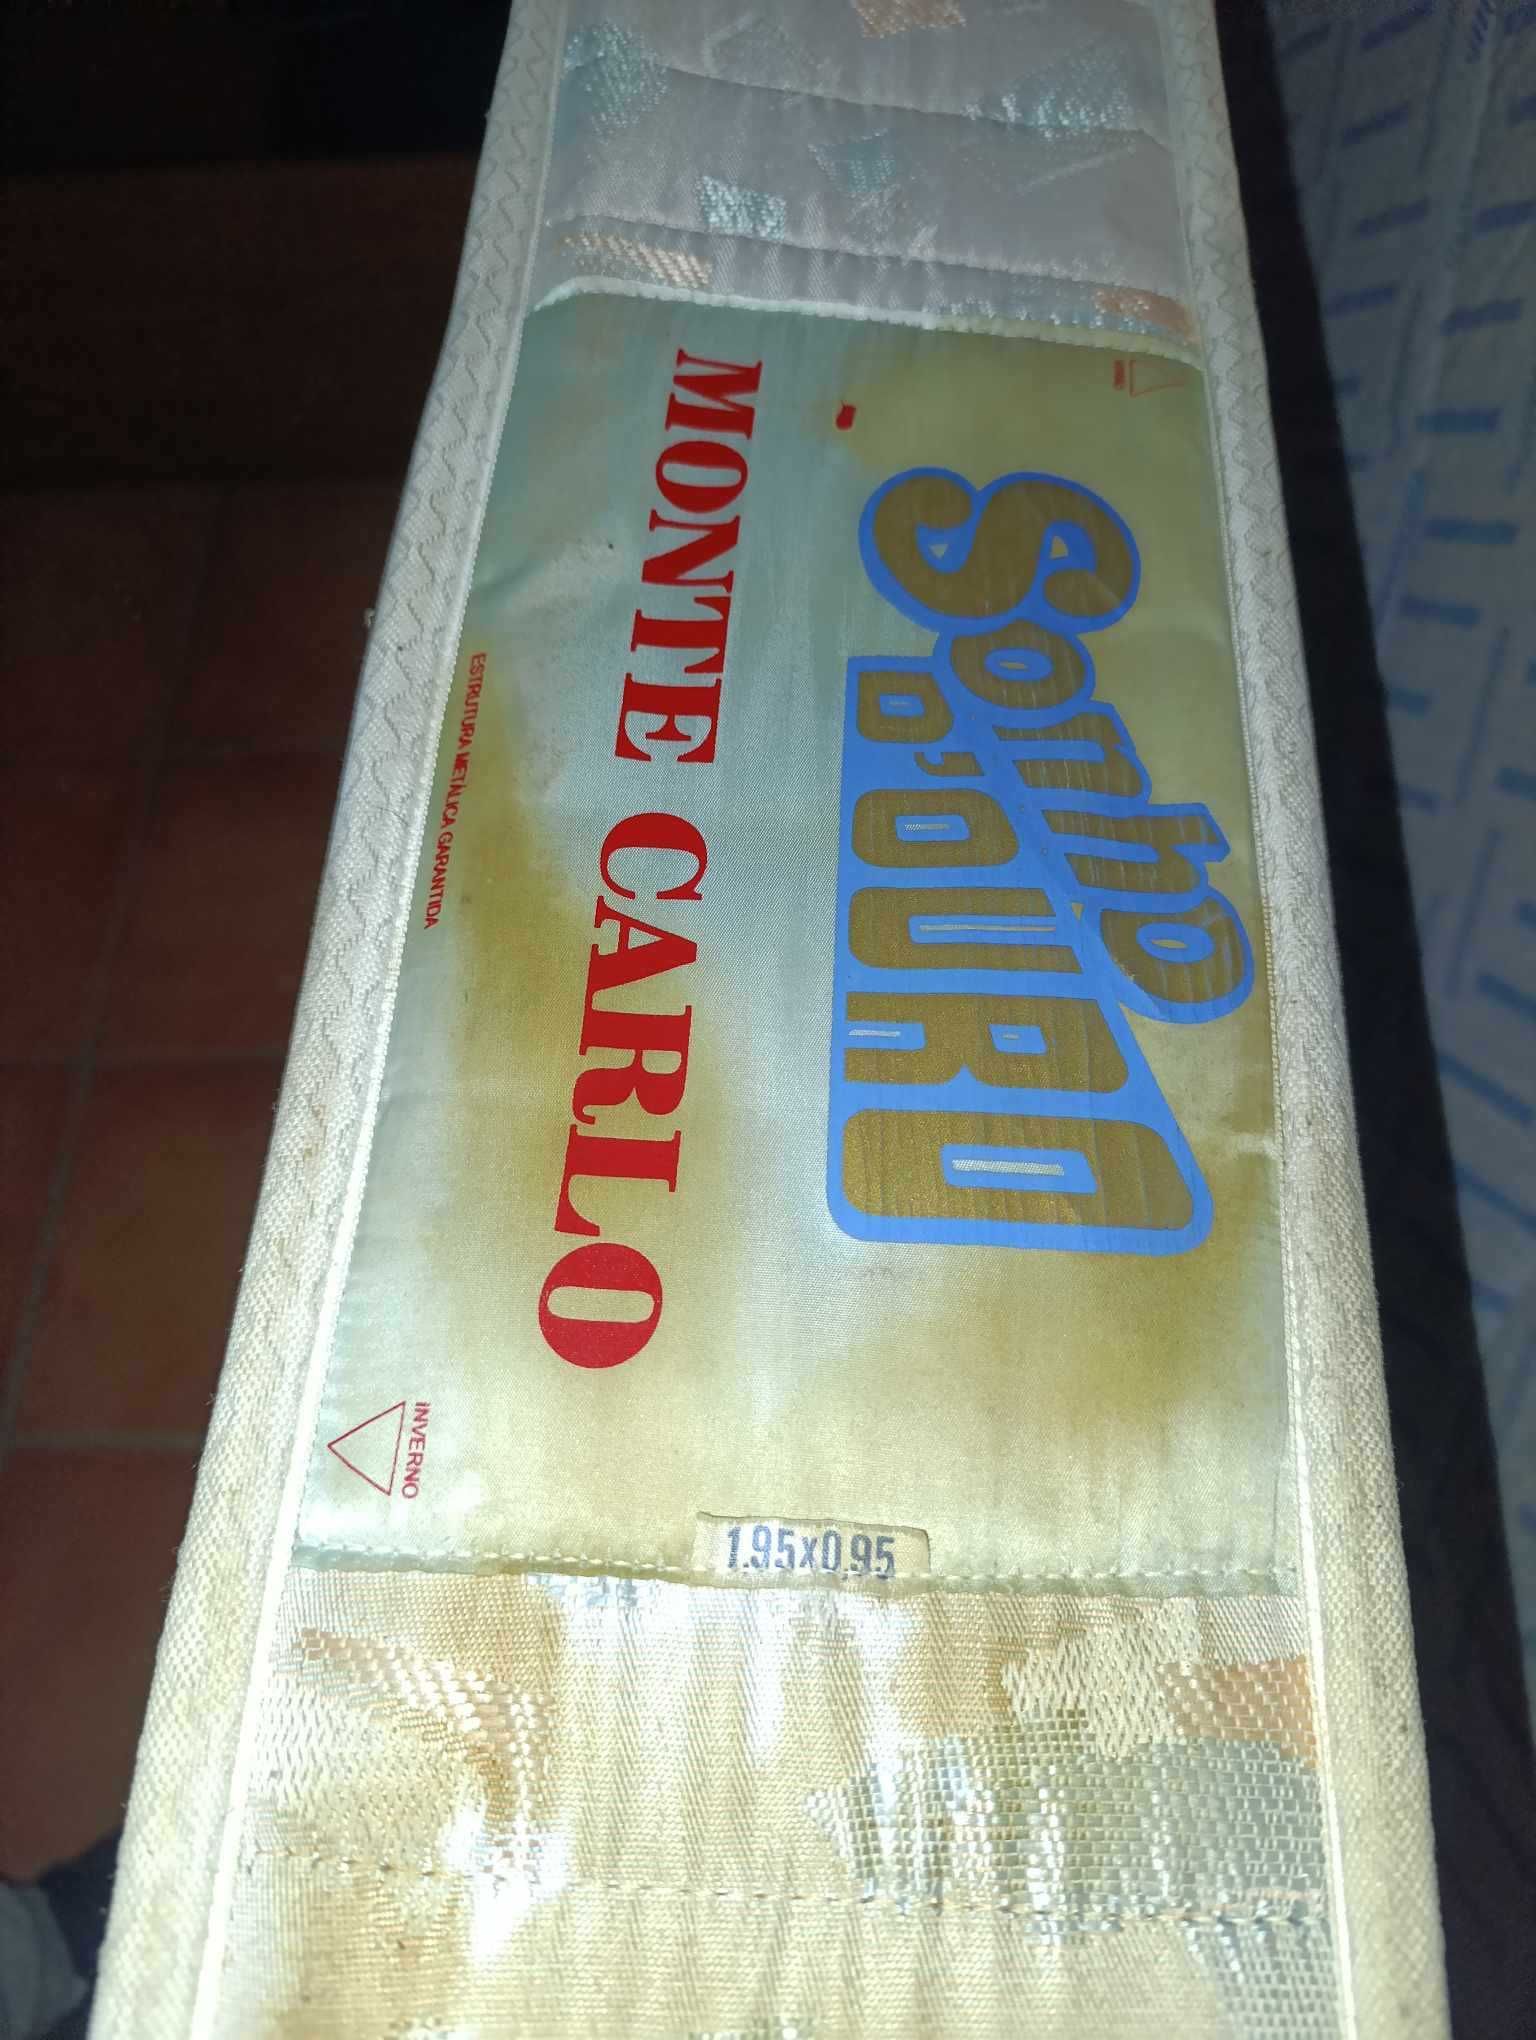 Sonho
D'OURO
MONTE CARLO
ESTRUTURA METÁLICA GARANTIDA
INVERNO
1.95x0,95